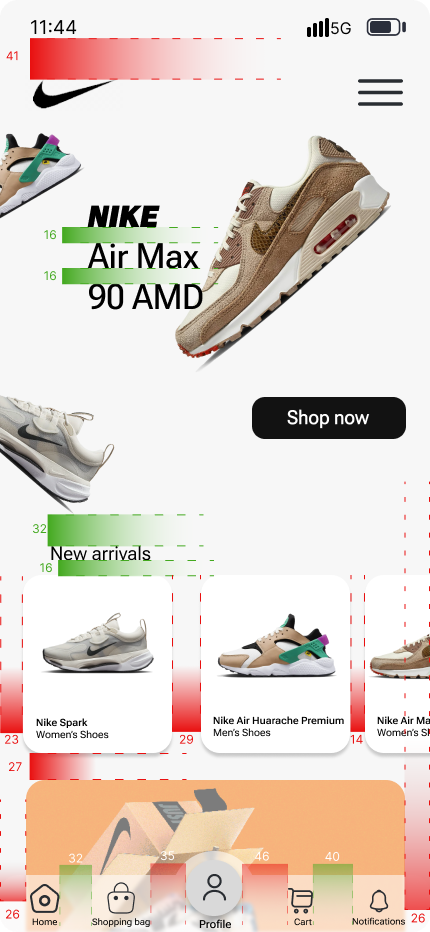 11:44
5G
41
NIKE
16
Air Max
16
90 AMD
Shop now
32
New arrivals
16
Nike Spark
Women's Shoes
Nike Air Huarache Premium
Men's Shoes
Nike Air Ma
Women's S
23
29
14
27
JUST
32
35
46
40
26
Home
Shopping bag
Profile
Cart
Notifications
26